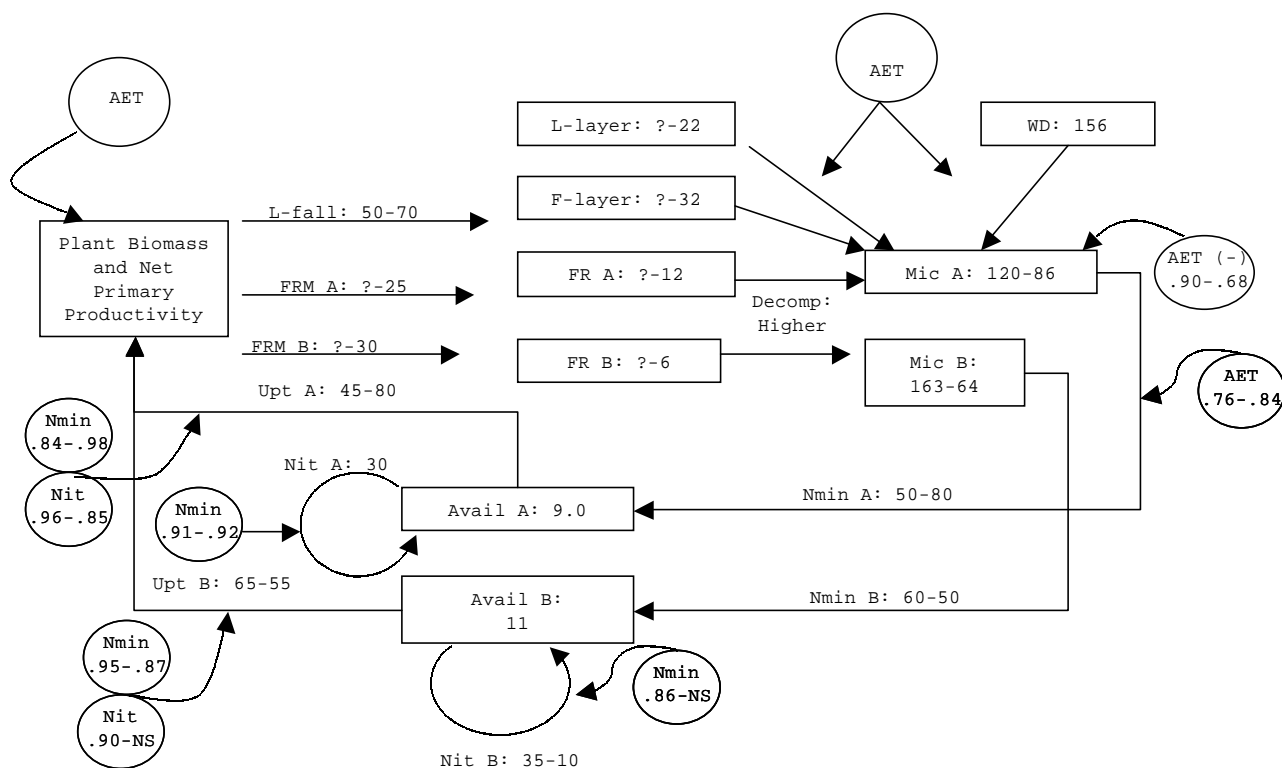 AET
AET
L-layer: ?-22
WD: 156
F-layer: ?-32
L-fall: 50-70
Plant Biomass
and Net
Primary
Productivity
FR A: ?-12
Mic A: 120-86
AET (-)
.90-.68
FRM A: ?-25
Decomp:
Higher
FRM B: ?-30
FR B: ?-6
Mic B:
163-64
AET
.76-.84
Upt A: 45-80
Nmin
.84-.98
Nit
.96-.85
Nit A: 30
Nmin
.91-.92
Avail A: 9.0
Nmin A: 50-80
Upt B: 65-55
Avail B:
11
Nmin B: 60-50
Nmin
.95-.87
Nit
.90-NS
Nmin
.86-NS
Nit B: 35-10